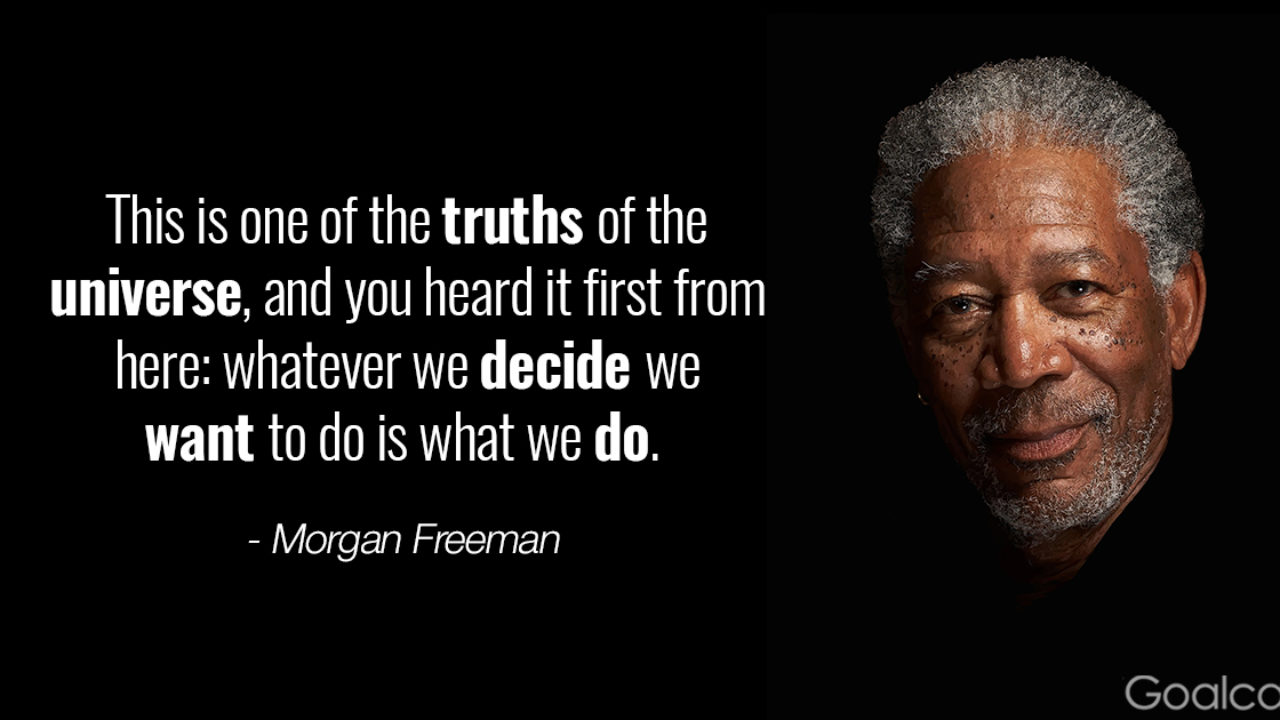 This is one of the truths of the
universe, and you heard it first from
here: whatever we decide we
want to do is what we do.
- Morgan Freeman
Goalco